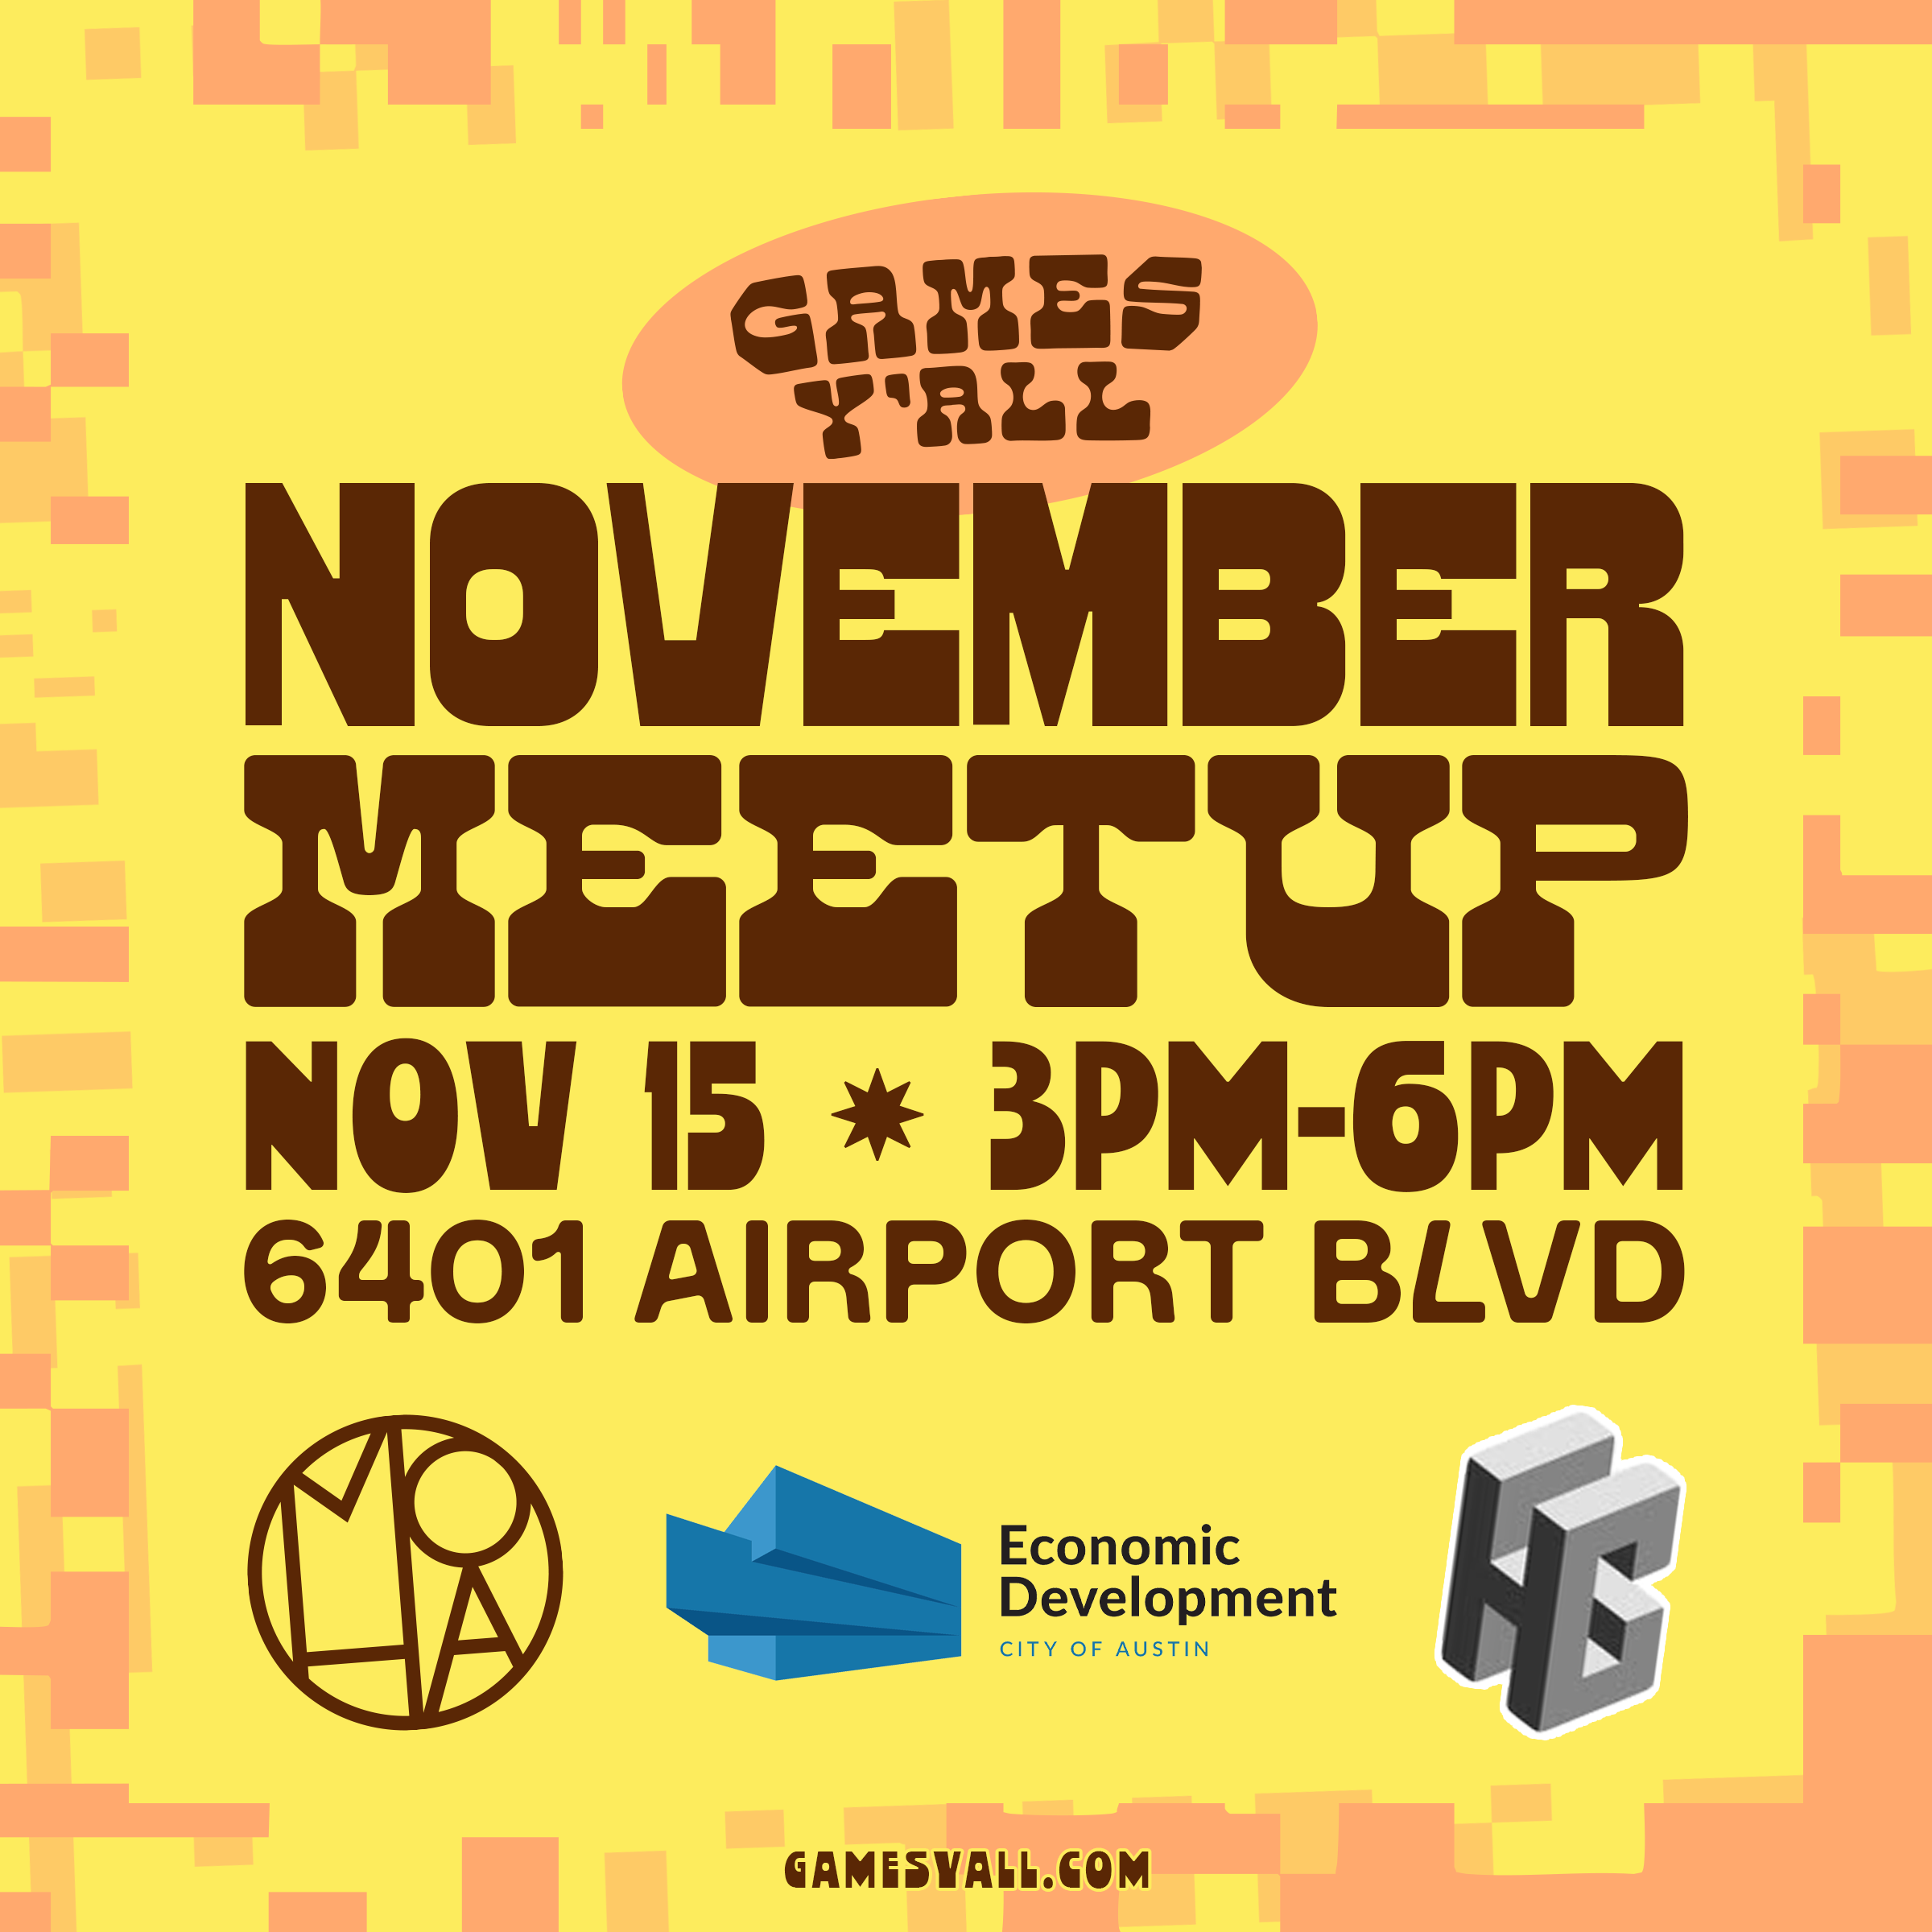 GAMES
Y'ALL
NOVEMBER
MEETUP
NOV 15 * 3PM-6PM
6401 AIRPORT BLVD
Economic
Development
CITY OF AUSTIN
GAMESYALL.COM